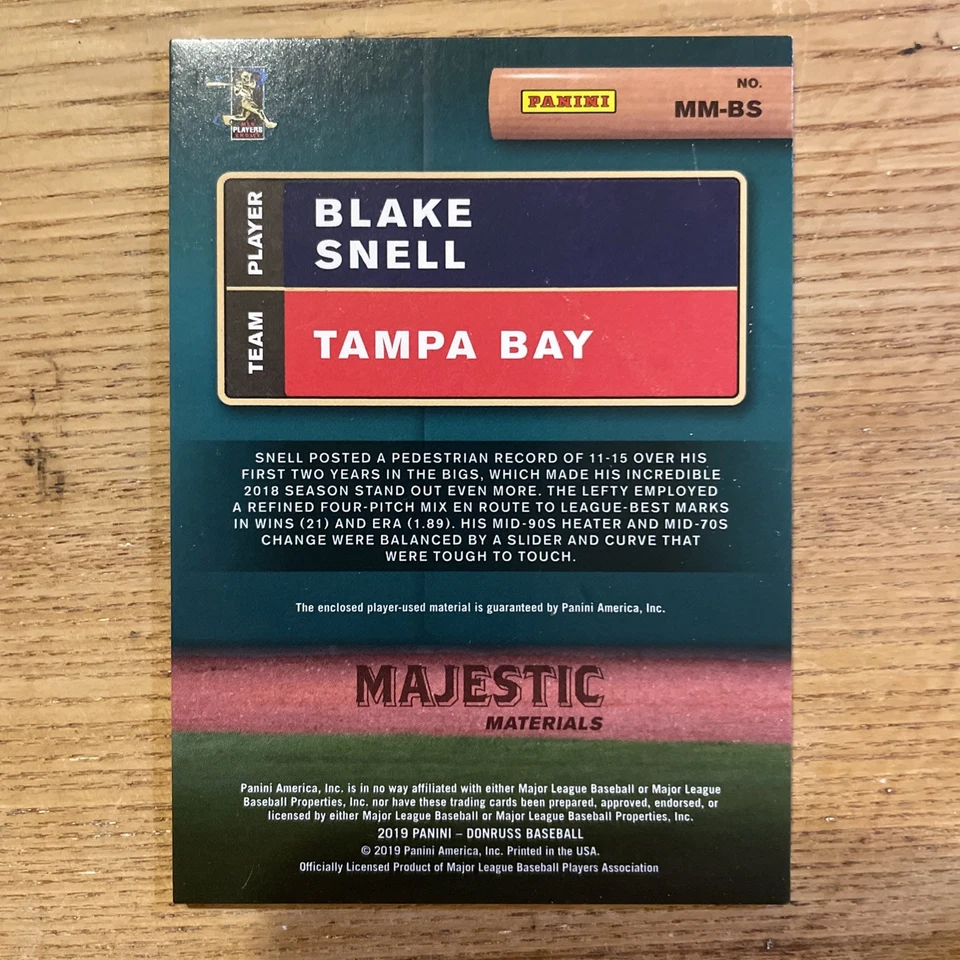 PLAYERS
CHOICE
PANINI
NO.
MM-BS
PLAYER
BLAKE
SNELL
TEAM
TAMPA BAY
SNELL POSTED A PEDESTRIAN RECORD OF 11-15 OVER HIS
FIRST TWO YEARS IN THE BIGS, WHICH MADE HIS INCREDIBLE
2018 SEASON STAND OUT EVEN MORE. THE LEFTY EMPLOYED
A REFINED FOUR-PITCH MIX EN ROUTE TO LEAGUE-BEST MARKS
IN WINS (21) AND ERA (1.89). HIS MID-90S HEATER AND MID-70S
CHANGE WERE BALANCED BY A SLIDER AND CURVE THAT
WERE TOUGH TO TOUCH.
The enclosed player-used material is guaranteed by Panini America, Inc.
MAJESTIC
MATERIALS
Panini America, Inc. is in no way affiliated with either Major League Baseball or Major League
Baseball Properties, Inc. nor have these trading cards been prepared, approved, endorsed, or
licensed by either Major League Baseball or Major League Baseball Properties, Inc.
2019 PANINI – DONRUSS BASEBALL
© 2019 Panini America, Inc. Printed in the USA.
Officially Licensed Product of Major League Baseball Players Association